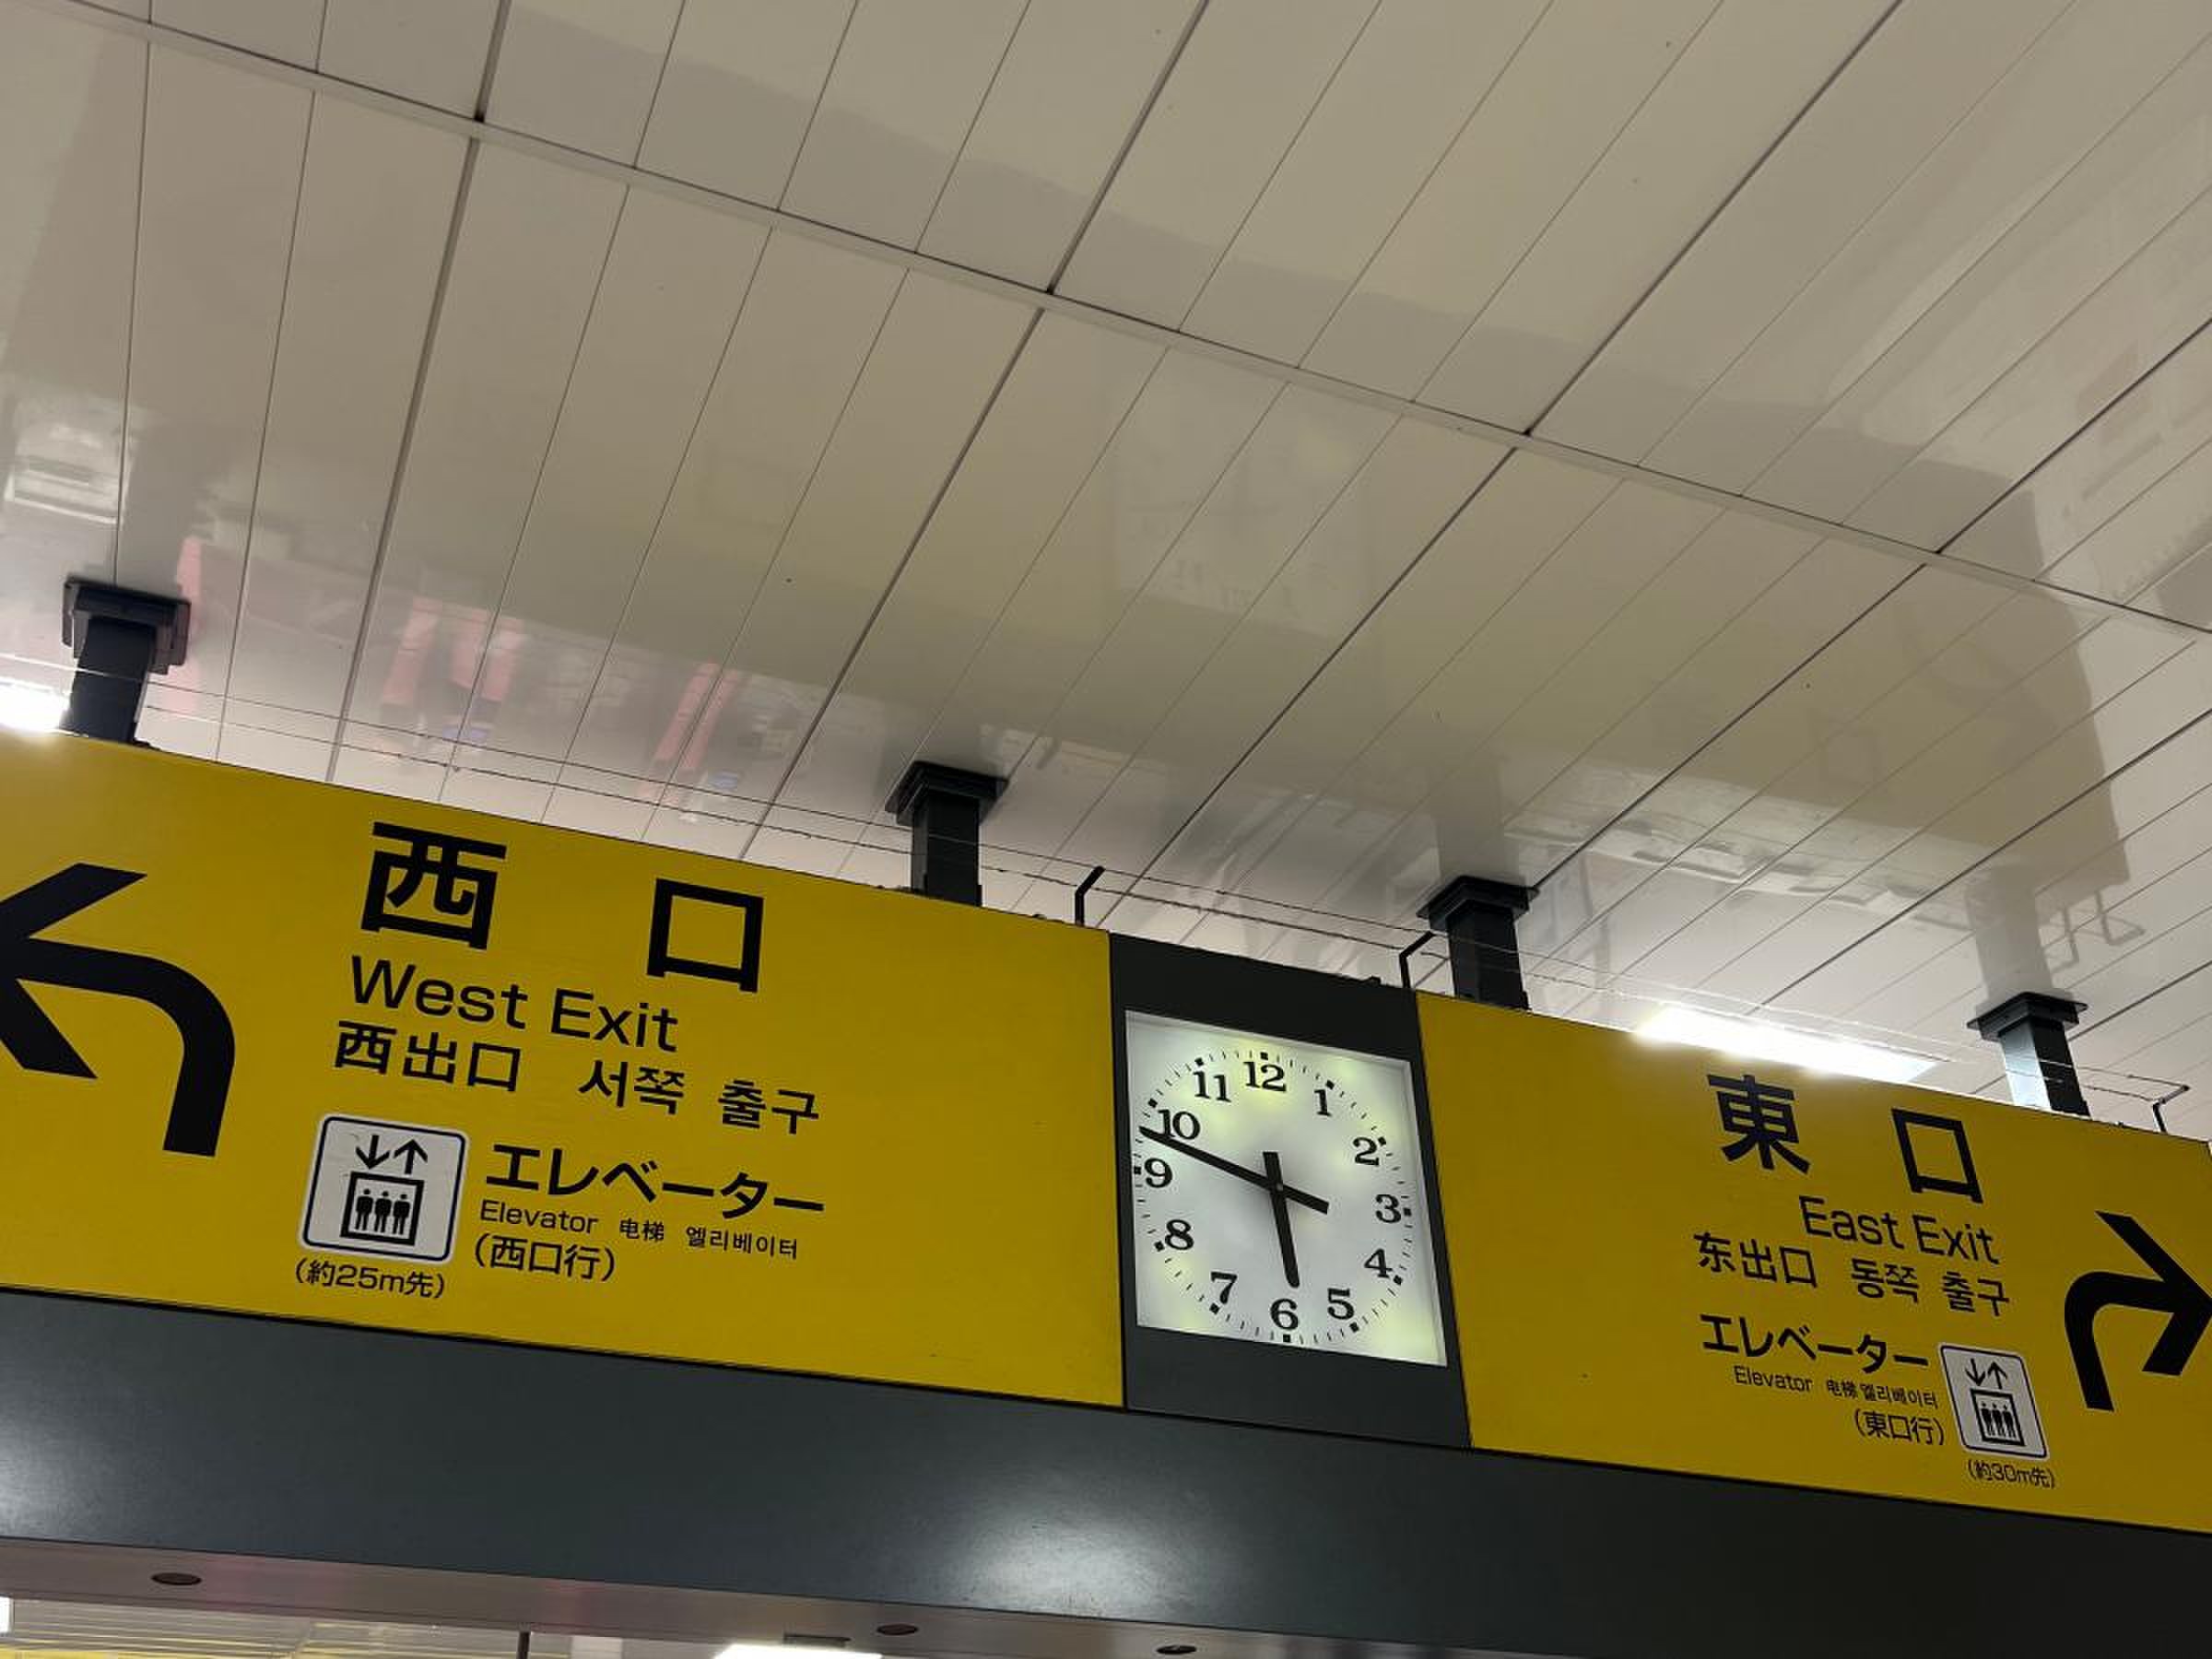 西口
West Exit
西出口 서쪽 출구
エレベーター
Elevator 电梯 엘리베이터
(西口行)
(約25m先)
12
1
2
3
4
5
6
7
8
9
10
11
東口
East Exit
东出口 동쪽 출구
エレベーター
Elevator 电梯 엘리베이터
(東口行)
(約30m先)